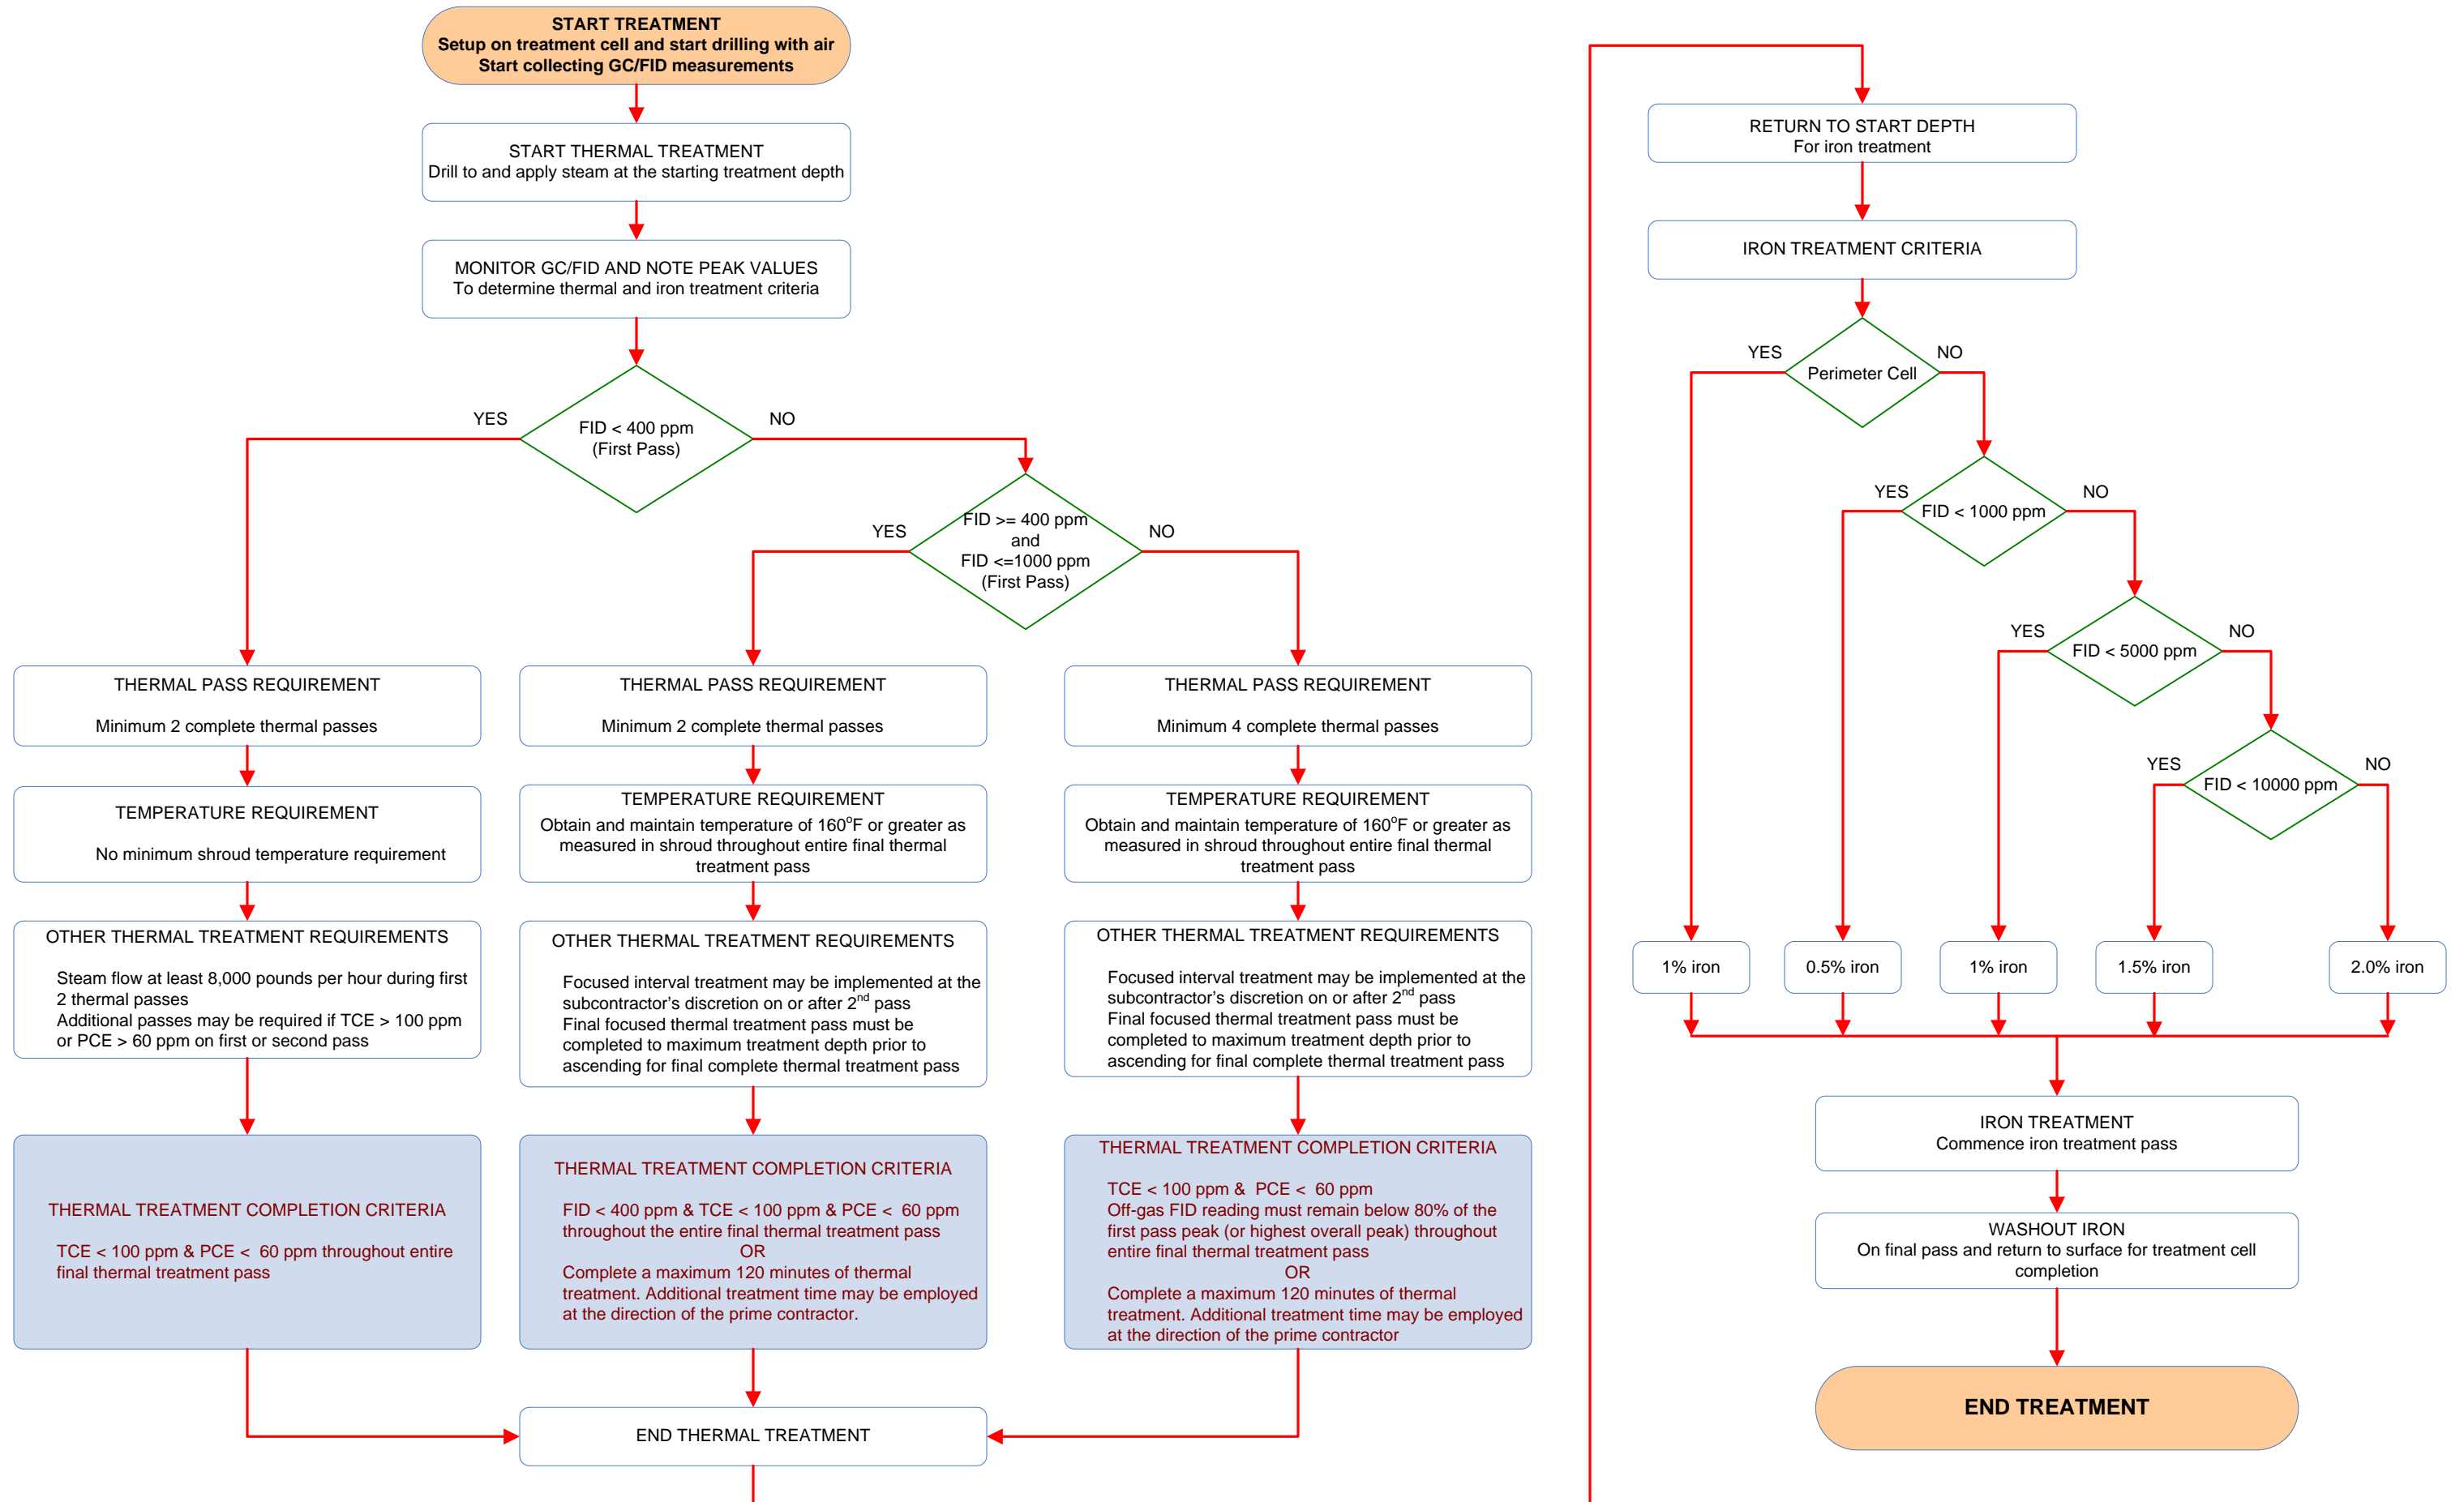 START TREATMENT
Setup on treatment cell and start drilling with air
Start collecting GC/FID measurements
START THERMAL TREATMENT
Drill to and apply steam at the starting treatment depth
MONITOR GC/FID AND NOTE PEAK VALUES
To determine thermal and iron treatment criteria
YES
NO
FID < 400 ppm
(First Pass)
YES
NO
FID >= 400 ppm
and
FID <=1000 ppm
(First Pass)
THERMAL PASS REQUIREMENT
Minimum 2 complete thermal passes
TEMPERATURE REQUIREMENT
No minimum shroud temperature requirement
OTHER THERMAL TREATMENT REQUIREMENTS
Steam flow at least 8,000 pounds per hour during first
2 thermal passes
Additional passes may be required if TCE > 100 ppm
or PCE > 60 ppm on first or second pass
THERMAL TREATMENT COMPLETION CRITERIA
TCE < 100 ppm & PCE < 60 ppm throughout entire
final thermal treatment pass
THERMAL PASS REQUIREMENT
Minimum 2 complete thermal passes
TEMPERATURE REQUIREMENT
Obtain and maintain temperature of 160°F or greater as
measured in shroud throughout entire final thermal
treatment pass
OTHER THERMAL TREATMENT REQUIREMENTS
Focused interval treatment may be implemented at the
subcontractor's discretion on or after 2nd pass
Final focused thermal treatment pass must be
completed to maximum treatment depth prior to
ascending for final complete thermal treatment pass
THERMAL TREATMENT COMPLETION CRITERIA
FID < 400 ppm & TCE < 100 ppm & PCE < 60 ppm
throughout the entire final thermal treatment pass
OR
Complete a maximum 120 minutes of thermal
treatment. Additional treatment time may be employed
at the direction of the prime contractor.
THERMAL PASS REQUIREMENT
Minimum 4 complete thermal passes
TEMPERATURE REQUIREMENT
Obtain and maintain temperature of 160°F or greater as
measured in shroud throughout entire final thermal
treatment pass
OTHER THERMAL TREATMENT REQUIREMENTS
Focused interval treatment may be implemented at the
subcontractor's discretion on or after 2nd pass
Final focused thermal treatment pass must be
completed to maximum treatment depth prior to
ascending for final complete thermal treatment pass
THERMAL TREATMENT COMPLETION CRITERIA
TCE < 100 ppm & PCE < 60 ppm
Off-gas FID reading must remain below 80% of the
first pass peak (or highest overall peak) throughout
entire final thermal treatment pass
OR
Complete a maximum 120 minutes of thermal
treatment. Additional treatment time may be employed
at the direction of the prime contractor
END THERMAL TREATMENT
RETURN TO START DEPTH
For iron treatment
IRON TREATMENT CRITERIA
YES
NO
Perimeter Cell
YES
NO
FID < 1000 ppm
YES
NO
FID < 5000 ppm
YES
NO
FID < 10000 ppm
1% iron
0.5% iron
1% iron
1.5% iron
2.0% iron
IRON TREATMENT
Commence iron treatment pass
WASHOUT IRON
On final pass and return to surface for treatment cell
completion
END TREATMENT